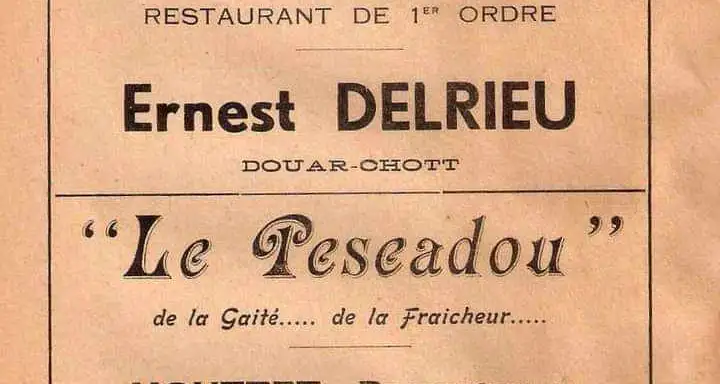 RESTAURANT DE 1ER ORDRE
Ernest DELRIEU
DOUAR-CHOTT
"Le Pescadou"
de la Gaité..... de la Fraicheur.....